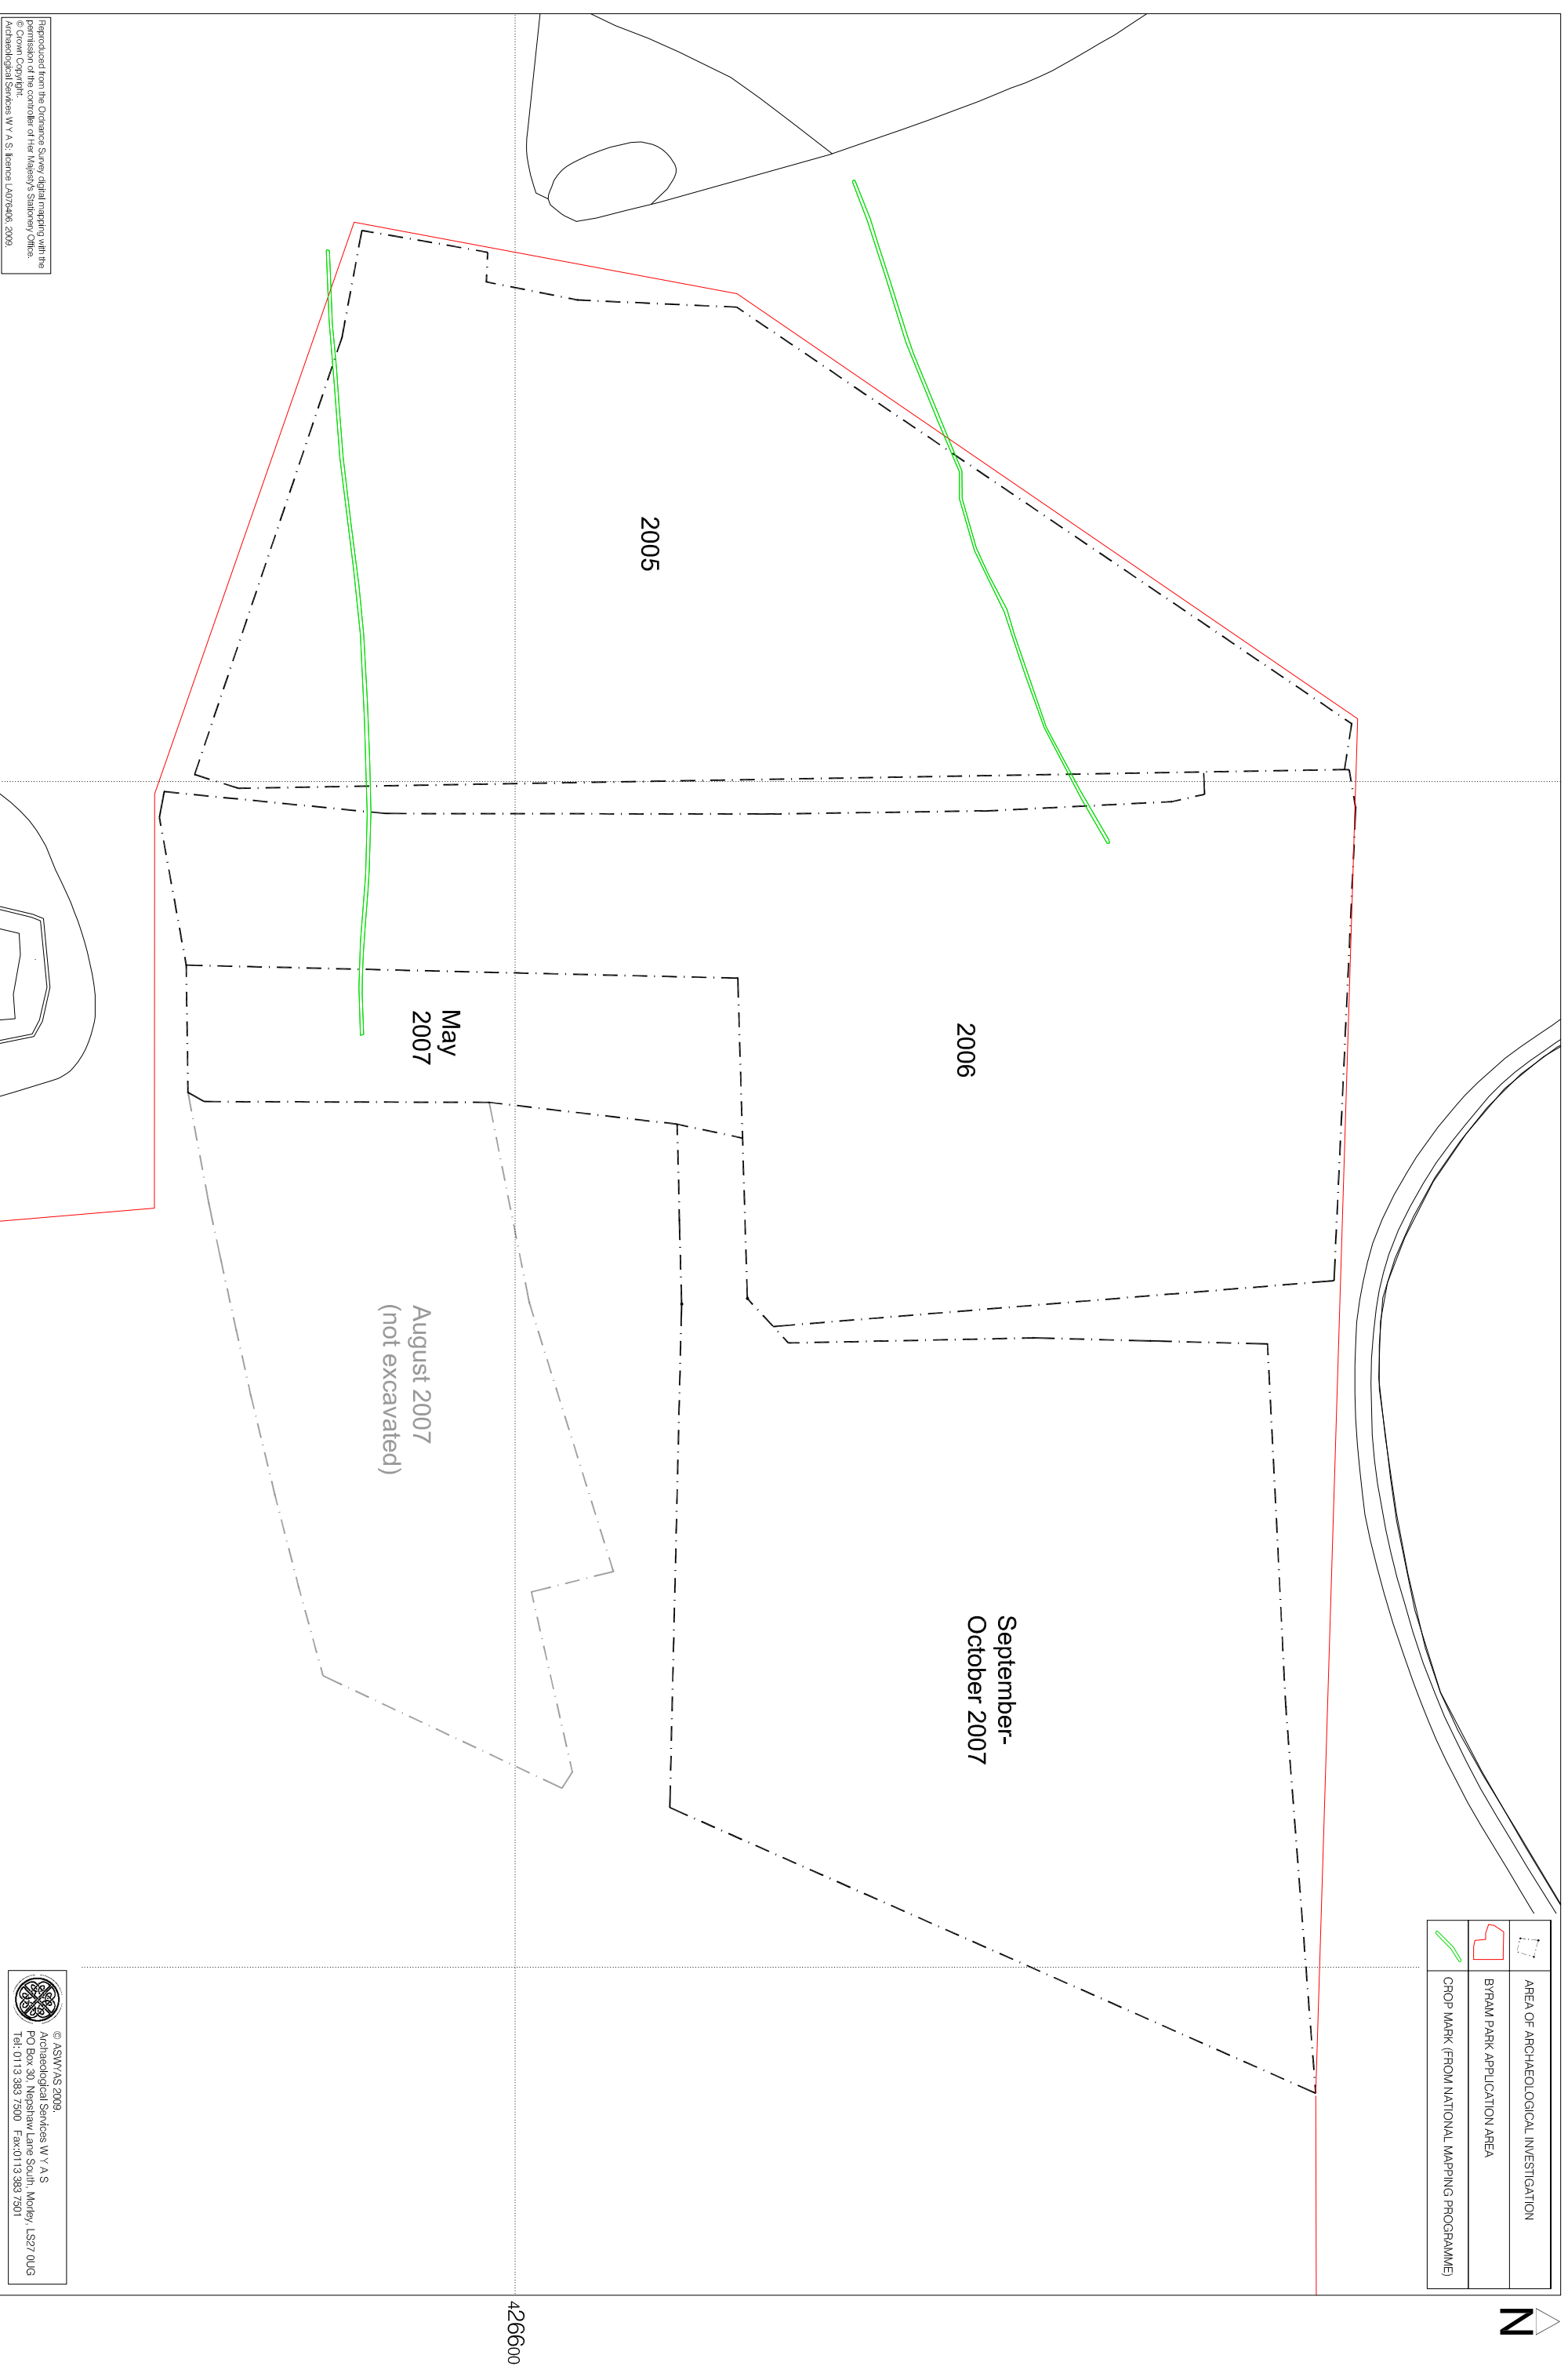 AREA OF ARCHAEOLOGICAL INVESTIGATION
BYRAM PARK APPLICATION AREA
CROP MARK (FROM NATIONAL MAPPING PROGRAMME)
N
2005
2006
September-
October 2007
May
2007
August 2007
(not excavated)
426600
Reproduced from the Ordnance Survey digital mapping with the
permission of the controller of Her Majesty's Stationery Office.
© Crown Copyright.
Archaeological Services W Y A S: licence LA076406, 2009.
© ASWYAS 2009.
Archaeological Services W Y A S
PO Box 30, Nepshaw Lane South, Morley, LS27 0UG
Tel: 0113 383 7500 Fax:0113 383 7501